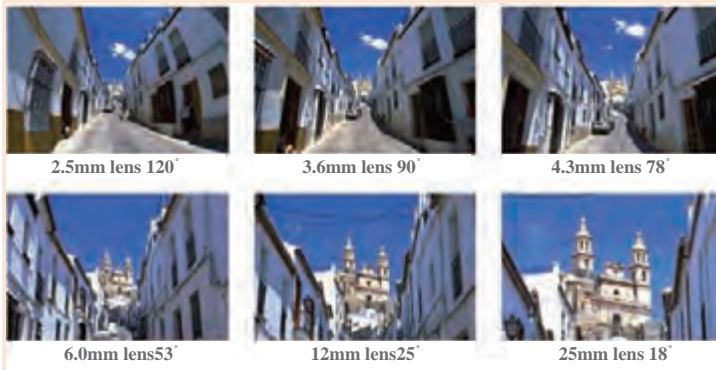 2.5mm lens 120°
3.6mm lens 90°
4.3mm lens 78°
6.0mm lens53°
12mm lens25°
25mm lens 18°